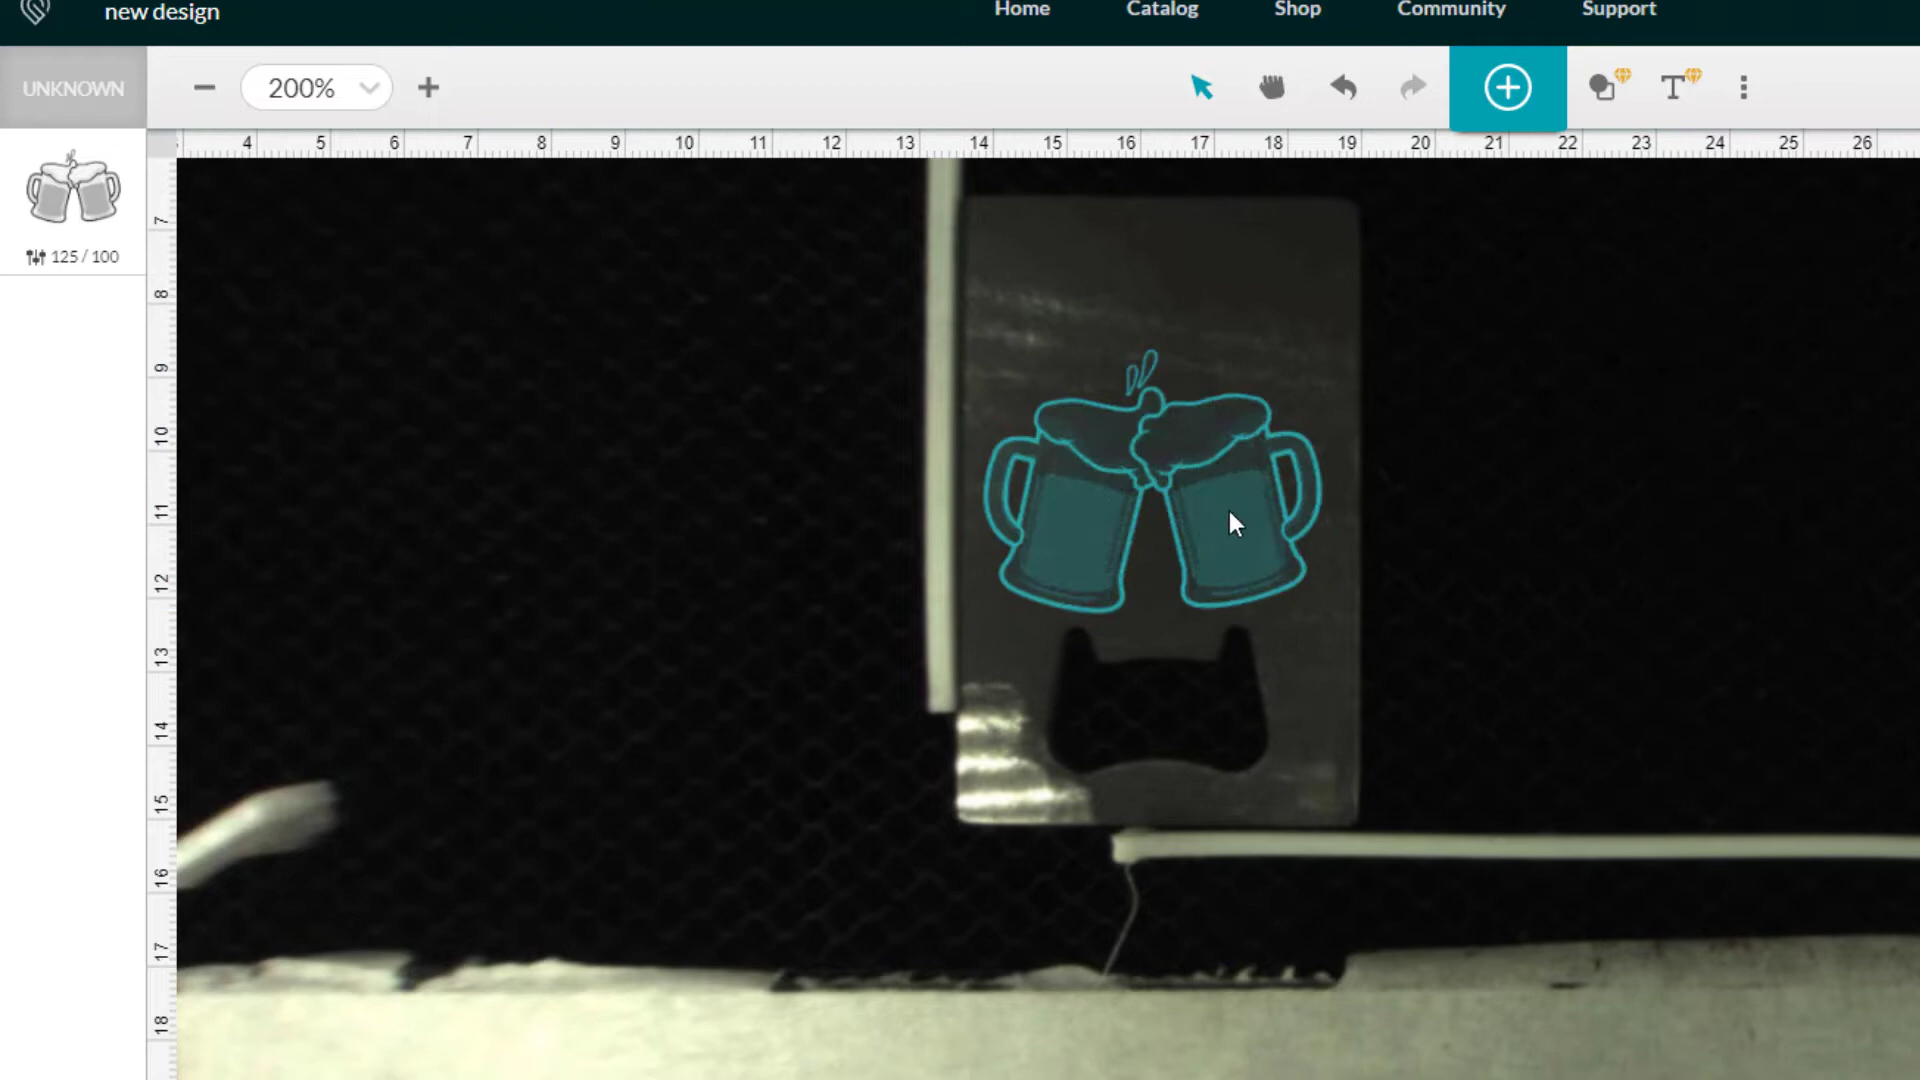 new design
Home Catalog Shop Community Support
UNKNOWN
200%
T
4 5 6 7 8 9 10 11 12 13 14 15 16 17 18 19 20 21 22 23 24 25 26
125 / 100
7
8
9
10
11
12
13
14
15
16
17
18